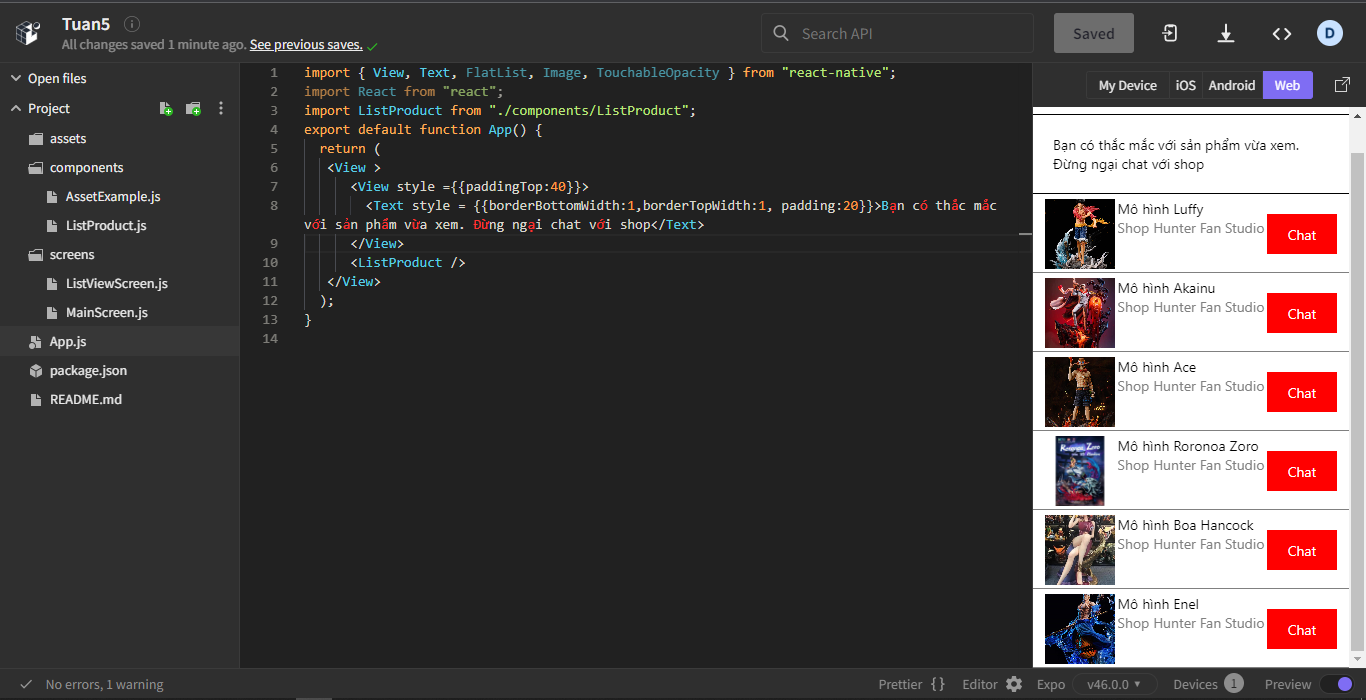 Tuan5
All changes saved 1 minute ago. See previous saves.
Search API
Saved
D
Open files
Project
assets
components
AssetExample.js
ListProduct.js
screens
ListViewScreen.js
MainScreen.js
App.js
package.json
README.md
1 import { View, Text, FlatList, Image, TouchableOpacity } from "react-native";
2 import React from "react";
3 import ListProduct from "./components/ListProduct";
4 export default function App() {
5 return (
6 <View >
7 <View style ={{paddingTop:40}}>
8 <Text style = {{borderBottomWidth:1,borderTopWidth:1, padding:20}}>Bạn có thắc mắc
với sản phẩm vừa xem. Đừng ngại chat với shop</Text>
9 </View>
10 <ListProduct />
11 </View>
12 );
13 }
14
My Device iOS Android Web
Bạn có thắc mắc với sản phẩm vừa xem.
Đừng ngại chat với shop
Mô hình Luffy
Shop Hunter Fan Studio
Chat
Mô hình Akainu
Shop Hunter Fan Studio
Chat
Mô hình Ace
Shop Hunter Fan Studio
Chat
Roronoa Zoro
Mô hình Roronoa Zoro
Shop Hunter Fan Studio
Chat
Mô hình Boa Hancock
Shop Hunter Fan Studio
Chat
Mô hình Enel
Shop Hunter Fan Studio
Chat
No errors, 1 warning
Prettier { } Editor Expo v46.0.0 Devices 1 Preview